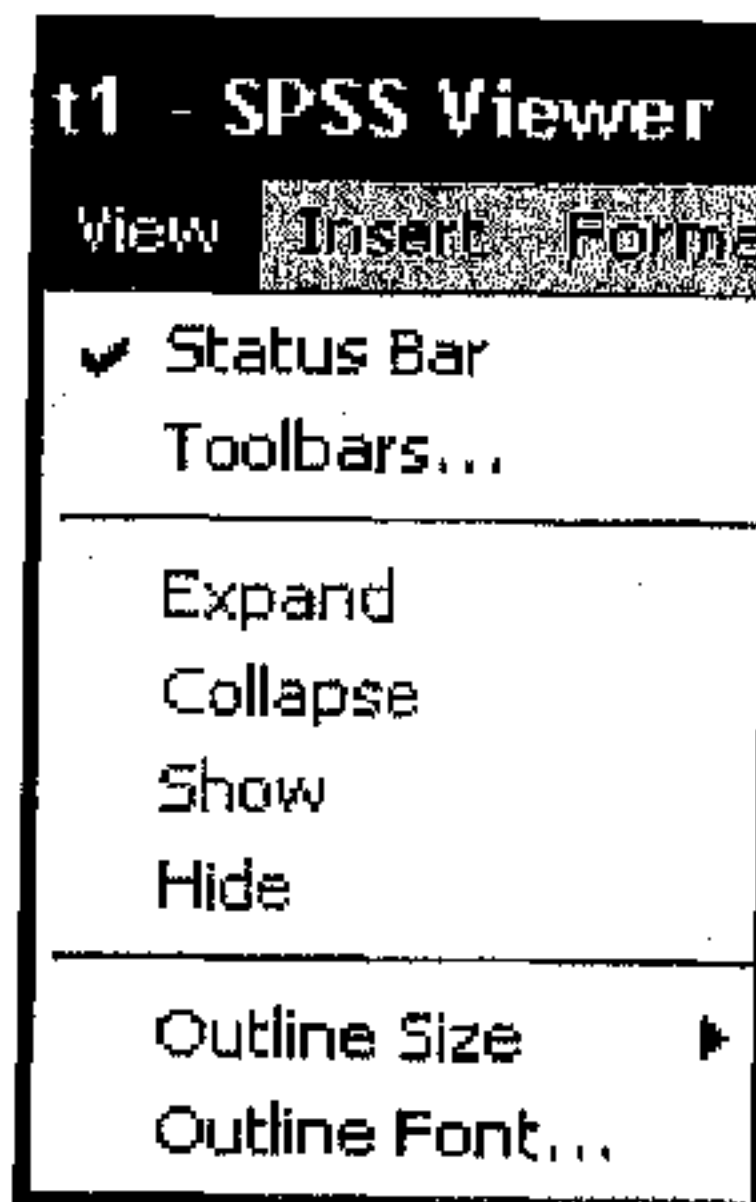 t1 - SPSS Viewer
View Insert Forma
Status Bar
Toolbars...
Expand
Collapse
Show
Hide
Outline Size
Outline Font...